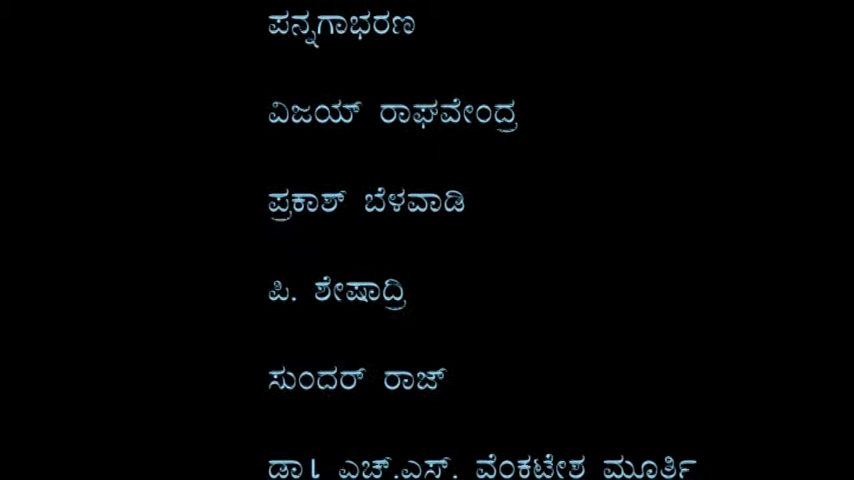 ಪನ್ನಗಾಭರಣ
ವಿಜಯ್ ರಾಘವೇಂದ್ರ
ಪ್ರಕಾಶ್ ಬೆಳವಾಡಿ
ಪಿ. ಶೇಷಾದ್ರಿ
ಸುಂದರ್ ರಾಜ್
ಡಾ। ಎಚ್.ಎಸ್. ವೆಂಕಟೇಶ ಮೂರ್ತಿ